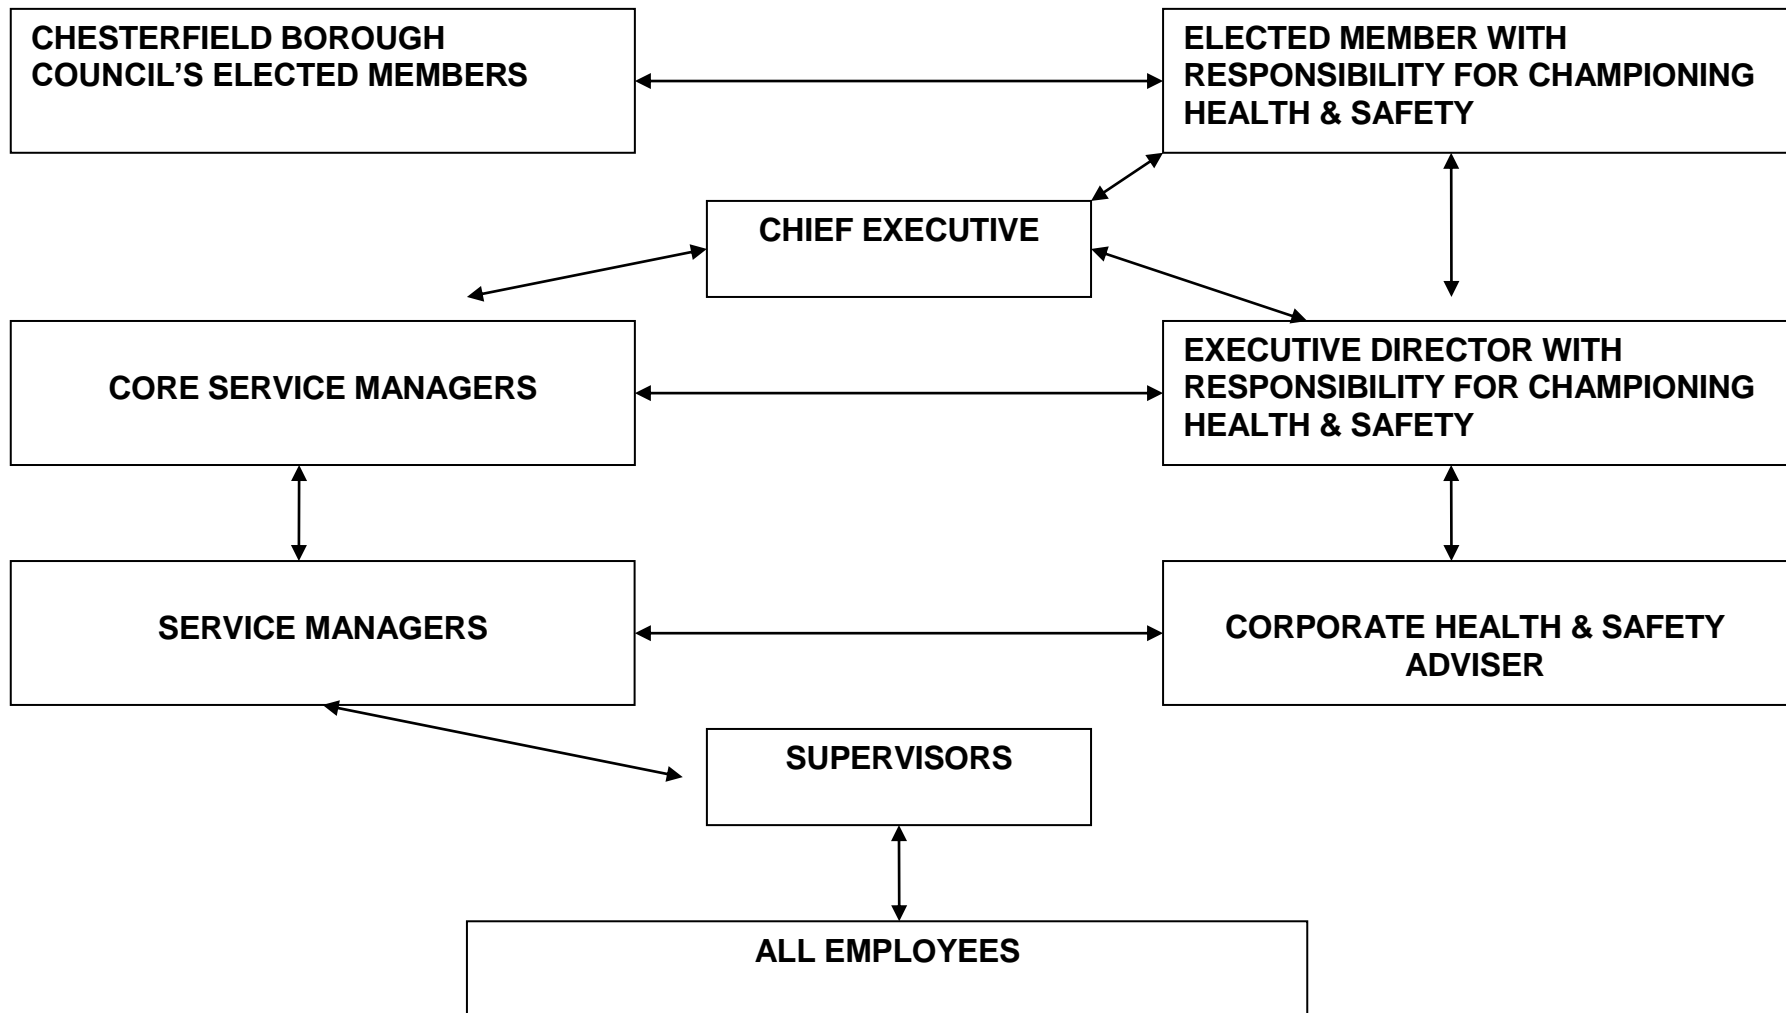 CHESTERFIELD BOROUGH
COUNCIL’S ELECTED MEMBERS
ELECTED MEMBER WITH
RESPONSIBILITY FOR CHAMPIONING
HEALTH & SAFETY
CHIEF EXECUTIVE
CORE SERVICE MANAGERS
EXECUTIVE DIRECTOR WITH
RESPONSIBILITY FOR CHAMPIONING
HEALTH & SAFETY
SERVICE MANAGERS
CORPORATE HEALTH & SAFETY
ADVISER
SUPERVISORS
ALL EMPLOYEES